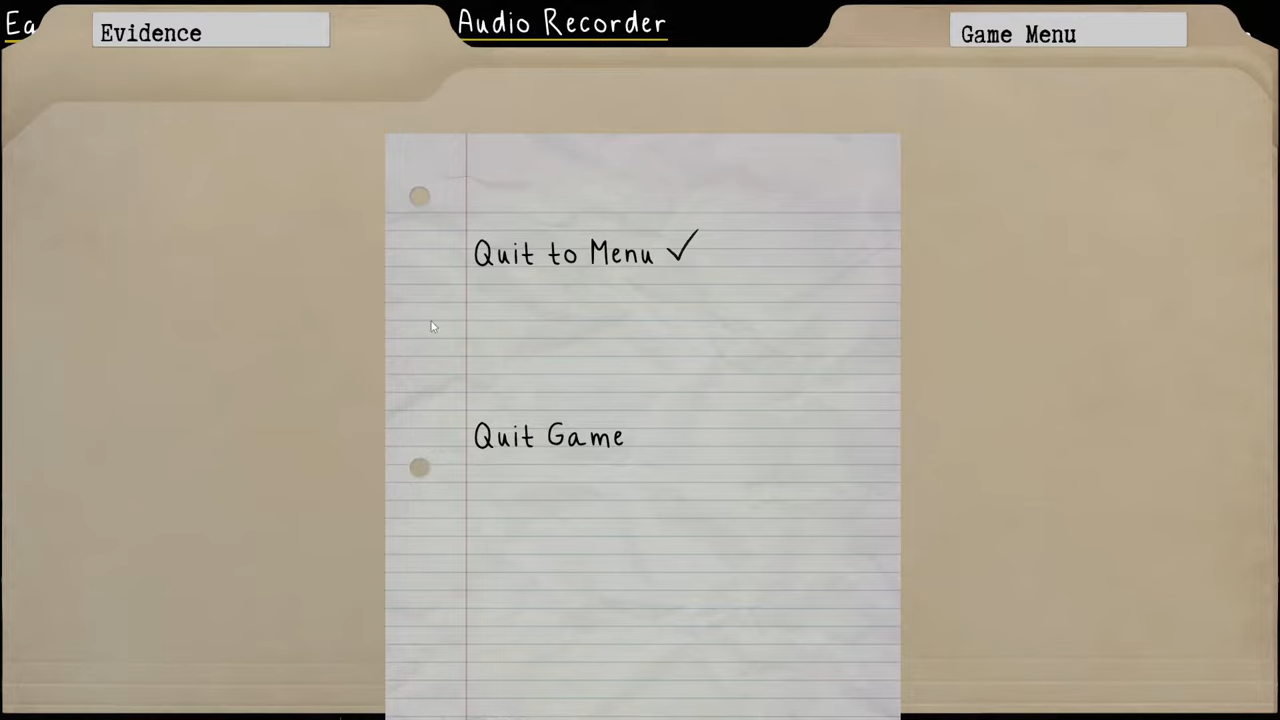 Ea
Evidence
Audio Recorder
Game Menu
Quit to Menu
Quit Game